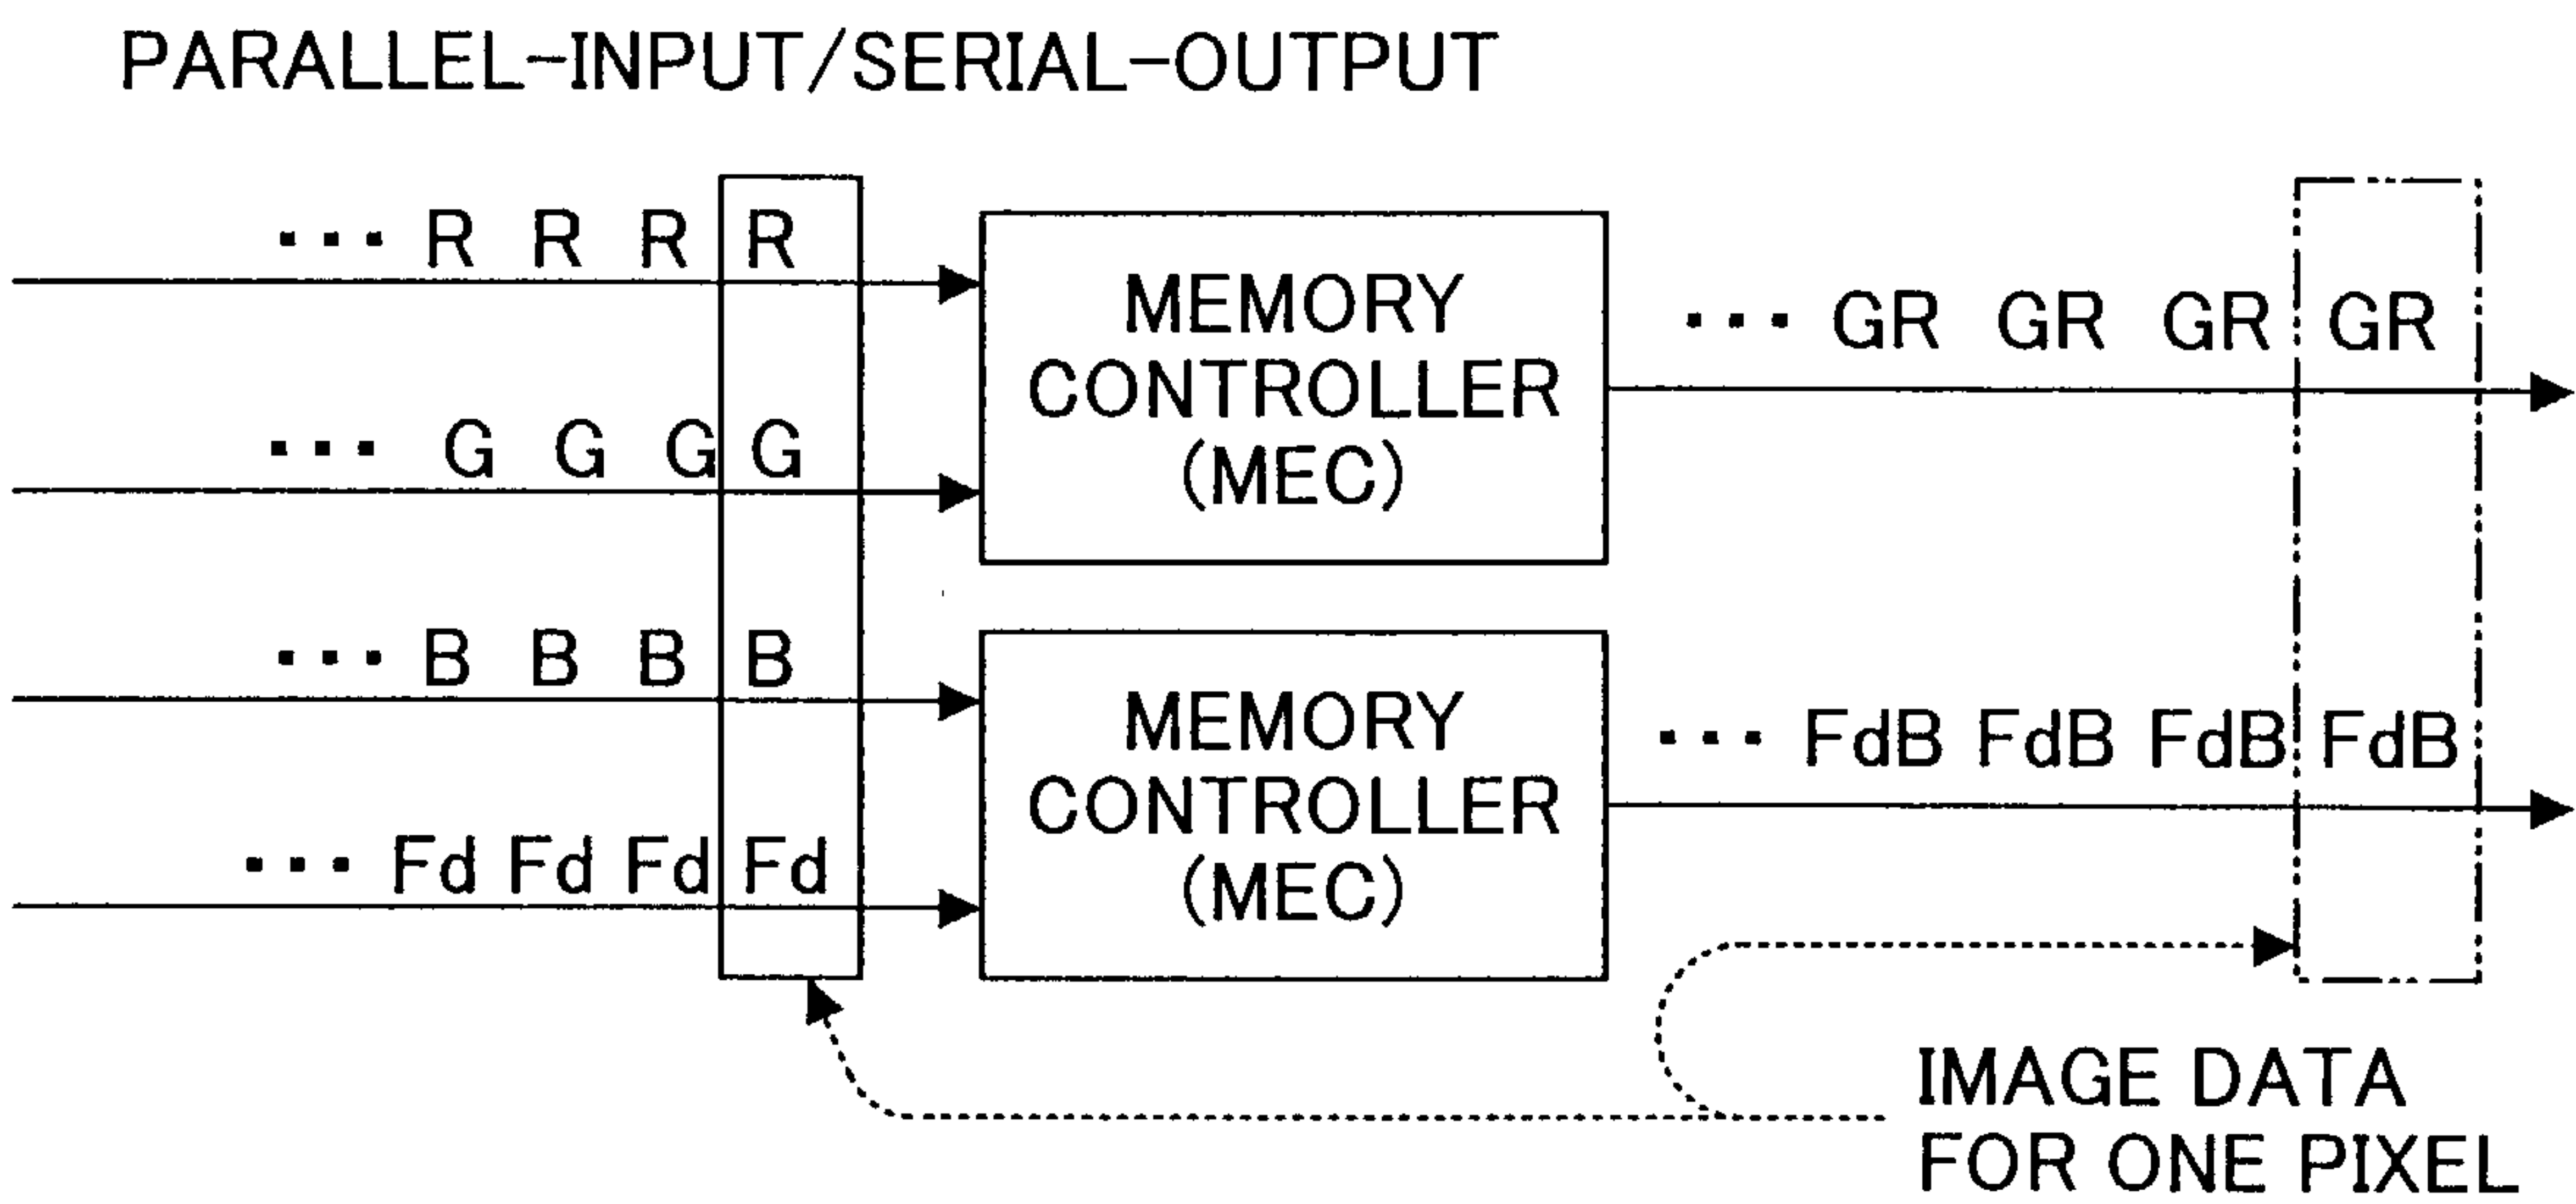 PARALLEL-INPUT/SERIAL-OUTPUT
··· R R R R
··· G G G G
MEMORY
CONTROLLER
(MEC)
··· GR GR GR GR
··· B B B B
··· Fd Fd Fd Fd
MEMORY
CONTROLLER
(MEC)
··· FdB FdB FdB FdB
IMAGE DATA
FOR ONE PIXEL